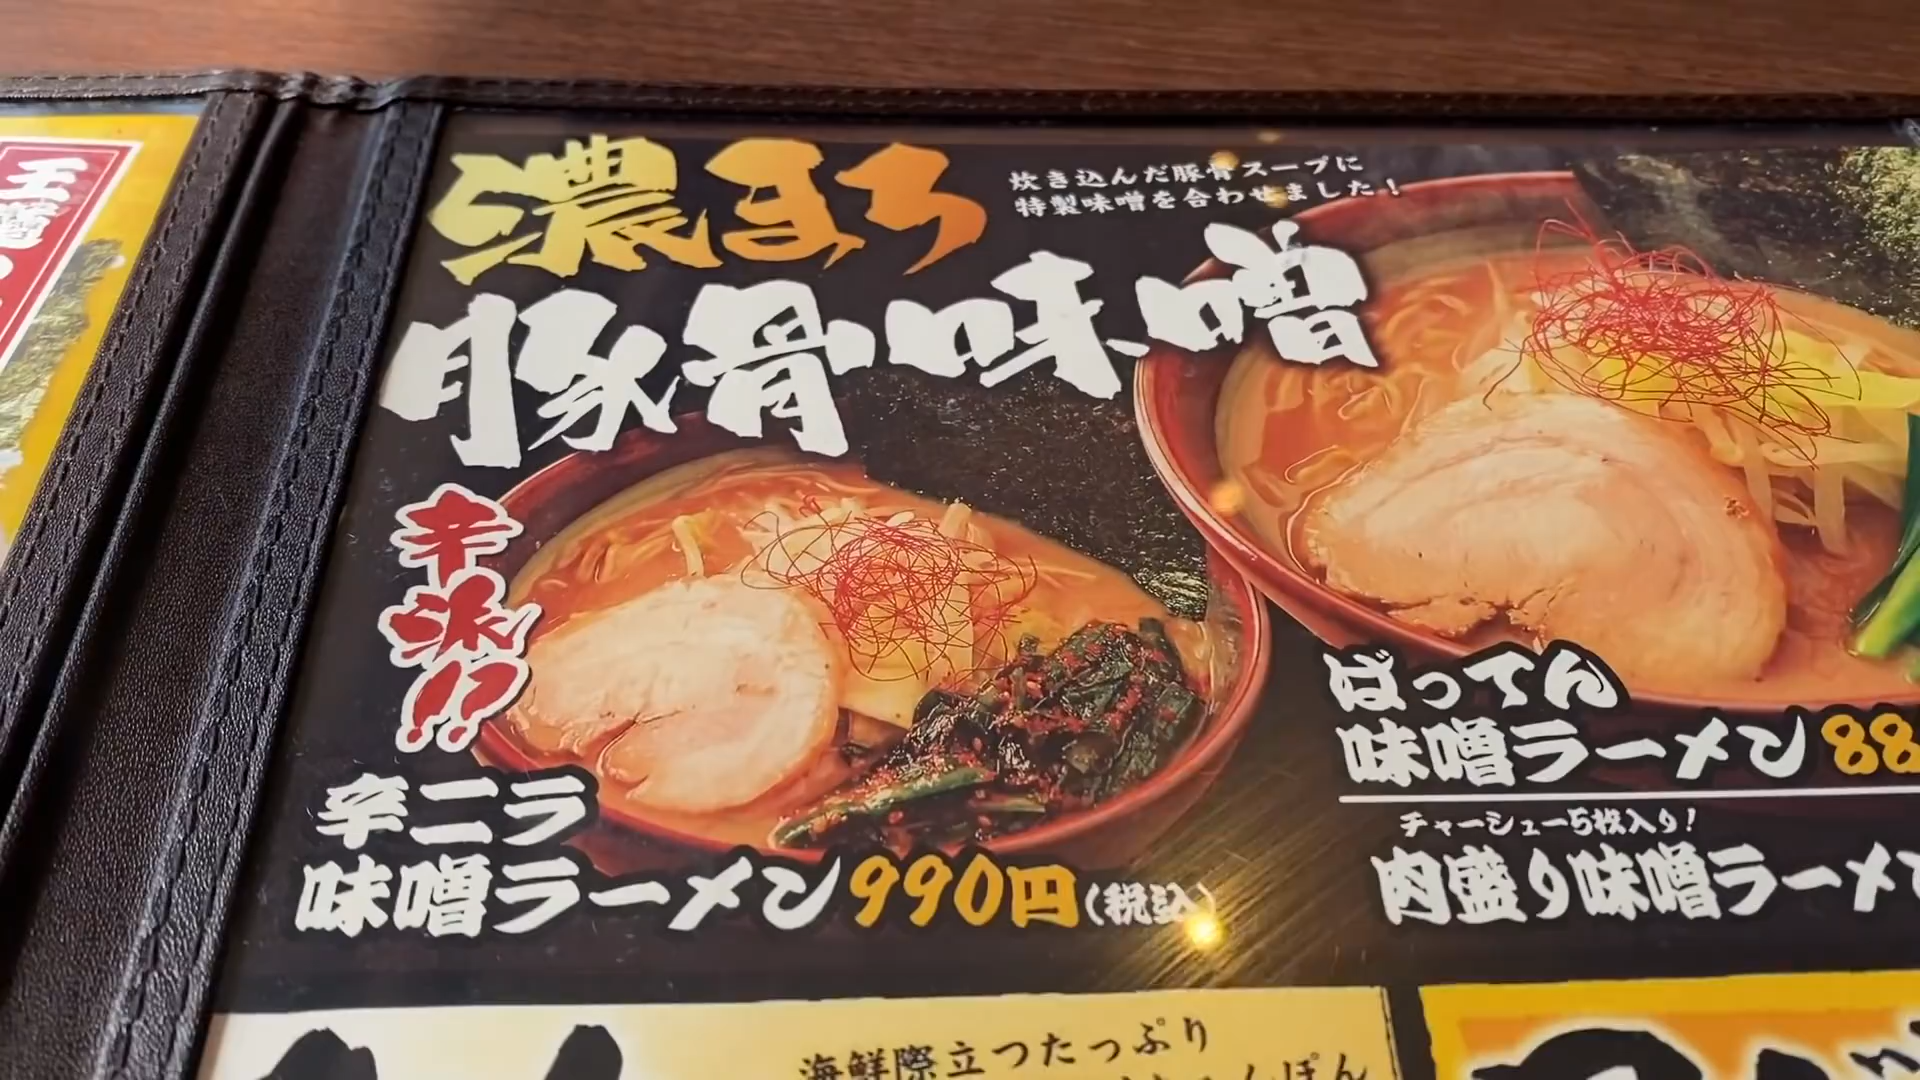 濃まろ
炊き込んだ豚骨スープに
特製味噌を合わせました!
豚骨味噌
辛派!!
辛ニラ
味噌ラーメン990円(税込)
ばってん
味噌ラーメン 88
チャーシュー5枚入り!
肉盛り味噌ラーメン
海鮮際立つたっぷり